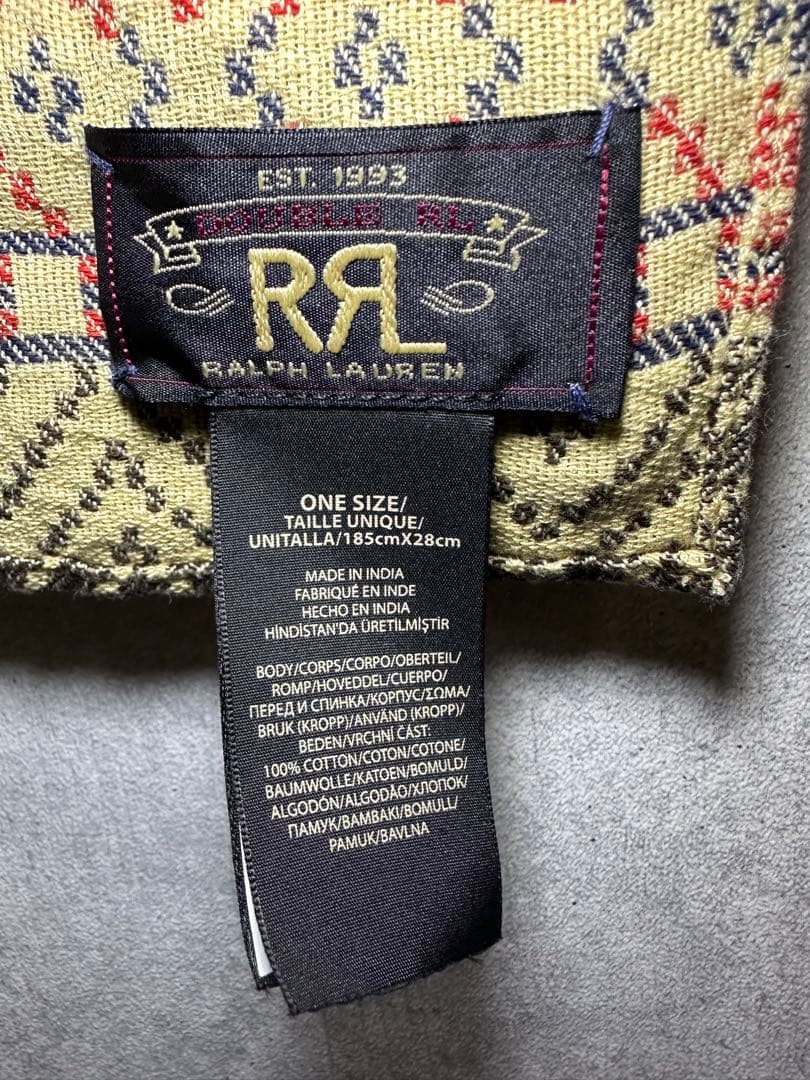 EST. 1993
DOUBLE RL
RRL
RALPH LAUREN
ONE SIZE/
TAILLE UNIQUE/
UNITALLA/185cmX28cm
MADE IN INDIA
FABRIQUÉ EN INDE
HECHO EN INDIA
HİNDİSTAN'DA ÜRETİLMİŞTİR
BODY/CORPS/CORPO/OBERTEIL/
ROMP/HOVEDDEL/CUERPO/
ПЕРЕД И СПИНКА/КОРПУС/ΣΩΜΑ/
BRUK (KROPP)/ANVÄND (KROPP)/
BEDEN/VRCHNÍ ČÁST:
100% COTTON/COTON/COTONE/
BAUMWOLLE/KATOEN/BOMULD/
ALGODÓN/ALGODÃO/ХЛОПОК/
ПАМУК/BAMBAKI/BOMULL/
PAMUK/BAVLNA